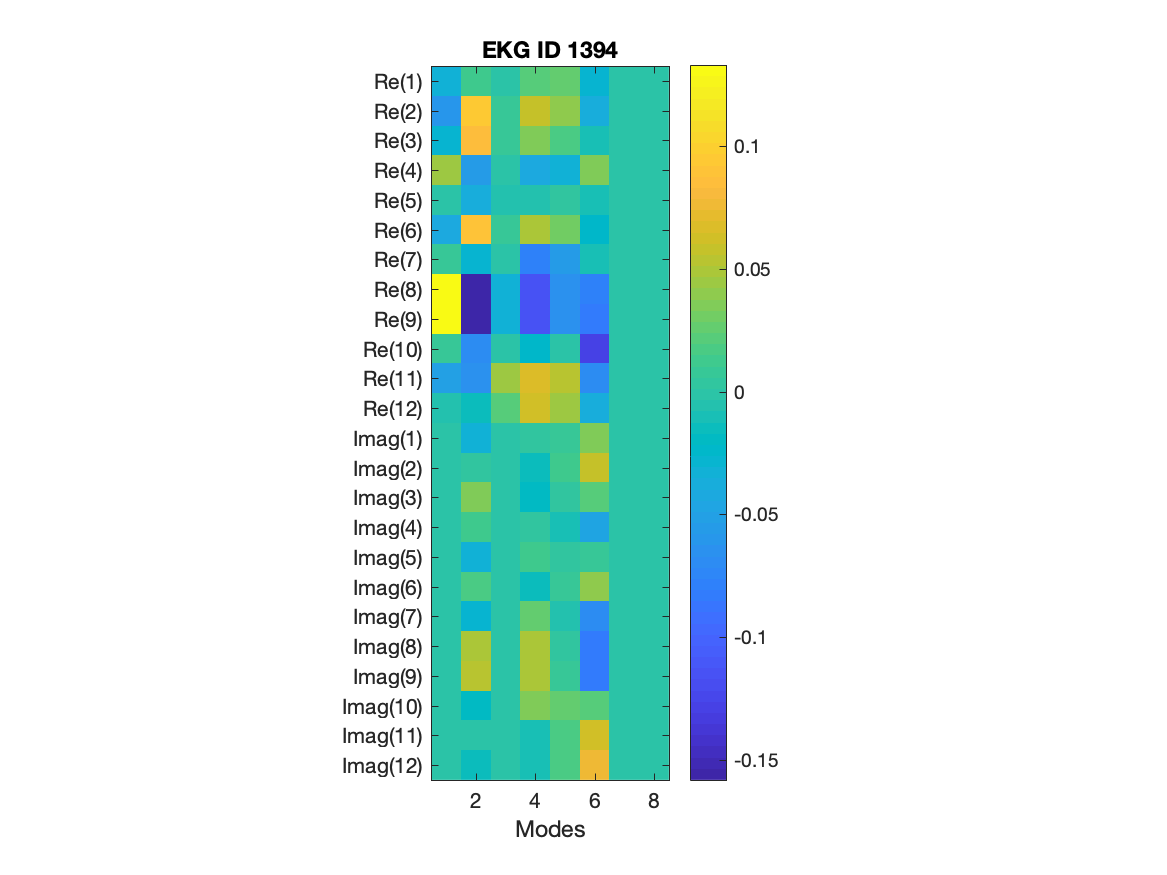 EKG ID 1394
Re(1)
Re(2)
Re(3)
Re(4)
Re(5)
Re(6)
Re(7)
Re(8)
Re(9)
Re(10)
Re(11)
Re(12)
Imag(1)
Imag(2)
Imag(3)
Imag(4)
Imag(5)
Imag(6)
Imag(7)
Imag(8)
Imag(9)
Imag(10)
Imag(11)
Imag(12)
2 4 6 8
Modes
0.1
0.05
0
-0.05
-0.1
-0.15